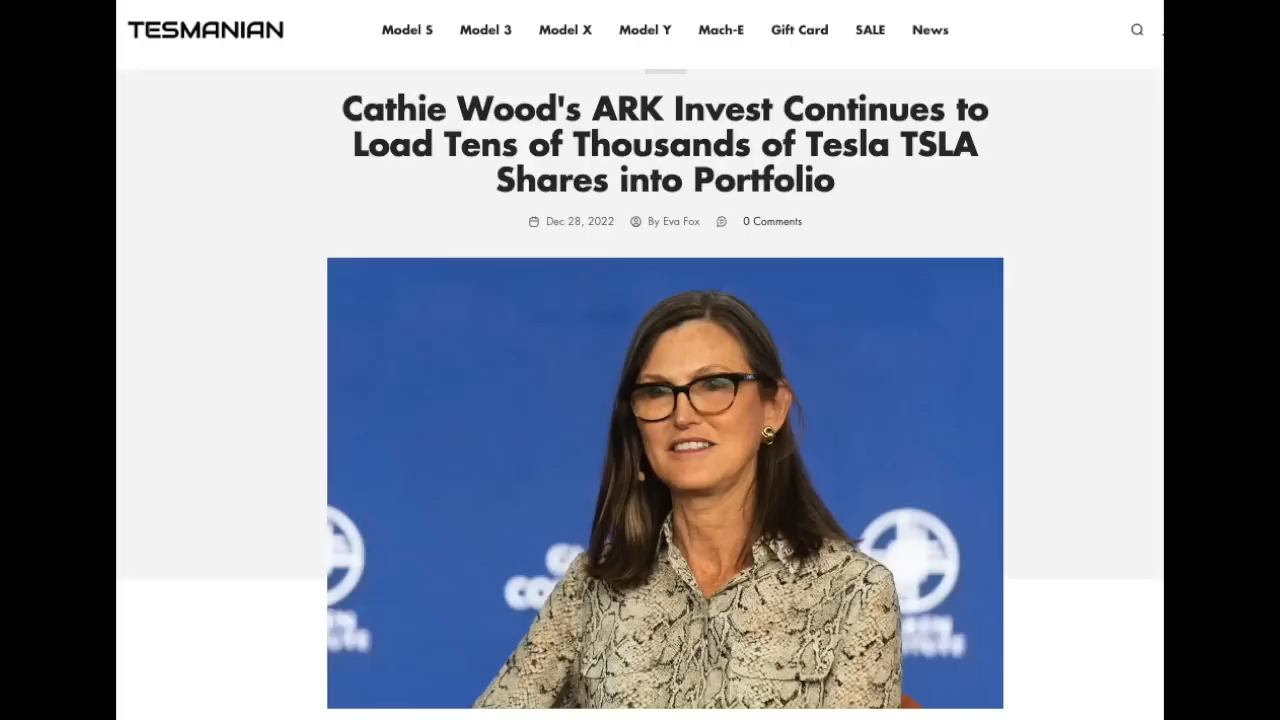 TESMANIAN
Model S Model 3 Model X Model Y Mach-E Gift Card SALE News
Cathie Wood's ARK Invest Continues to
Load Tens of Thousands of Tesla TSLA
Shares into Portfolio
Dec 28, 2022 By Eva Fox 0 Comments